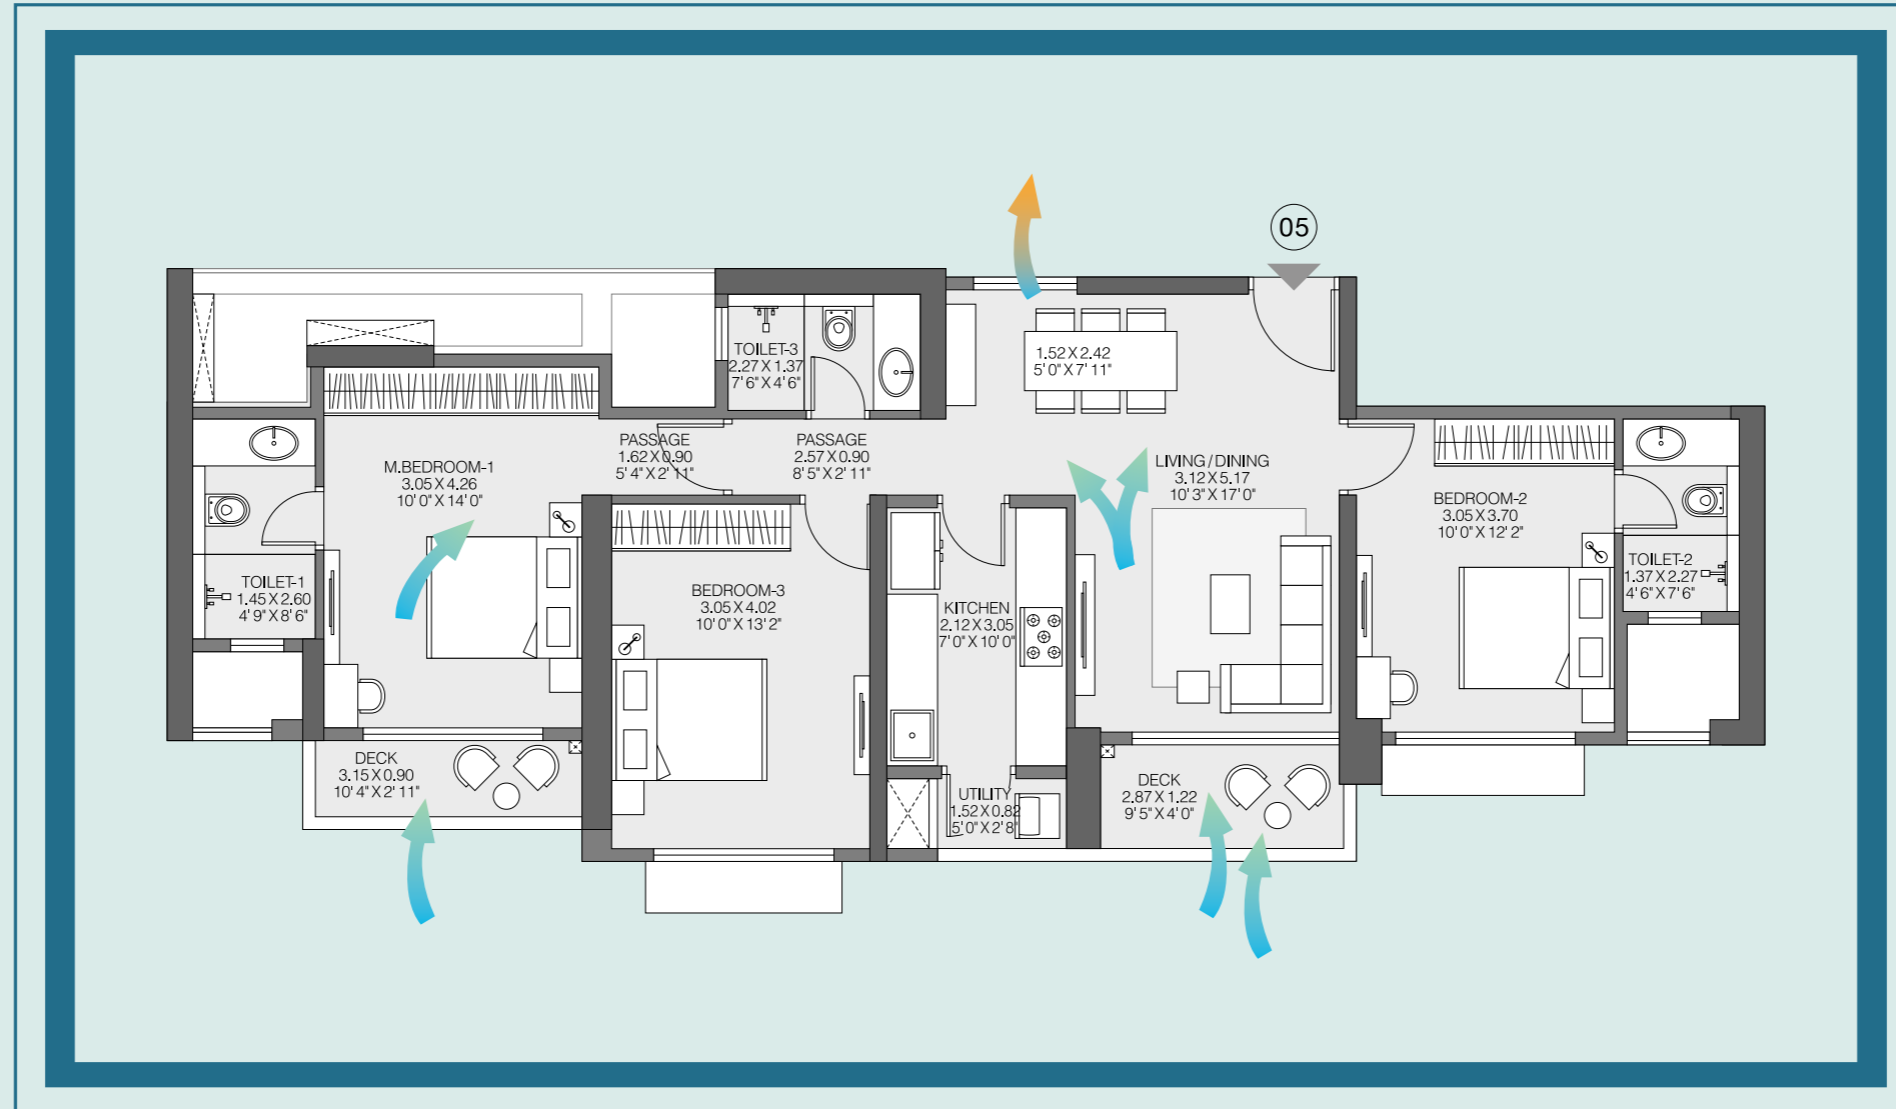 05
TOILET-3
2.27 X 1.37
7' 6" X 4' 6"
1.52 X 2.42
5' 0" X 7' 11"
PASSAGE
1.62 X 0.90
5' 4" X 2' 11"
PASSAGE
2.57 X 0.90
8' 5" X 2' 11"
M.BEDROOM-1
3.05 X 4.26
10' 0" X 14' 0"
LIVING/DINING
3.12 X 5.17
10' 3" X 17' 0"
BEDROOM-2
3.05 X 3.70
10' 0" X 12' 2"
TOILET-1
1.45 X 2.60
4' 9" X 8' 6"
BEDROOM-3
3.05 X 4.02
10' 0" X 13' 2"
KITCHEN
2.12 X 3.05
7' 0" X 10' 0"
TOILET-2
1.37 X 2.27
4' 6" X 7' 6"
DECK
3.15 X 0.90
10' 4" X 2' 11"
UTILITY
1.52 X 0.82
5' 0" X 2' 8"
DECK
2.87 X 1.22
9' 5" X 4' 0"